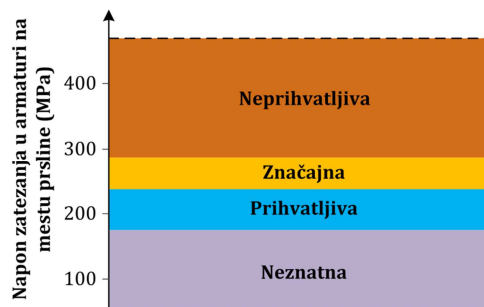 Napon zatezanja u armaturi na
mestu prsline (MPa)
400
300
200
100
Neprihvatljiva
Značajna
Prihvatljiva
Neznatna